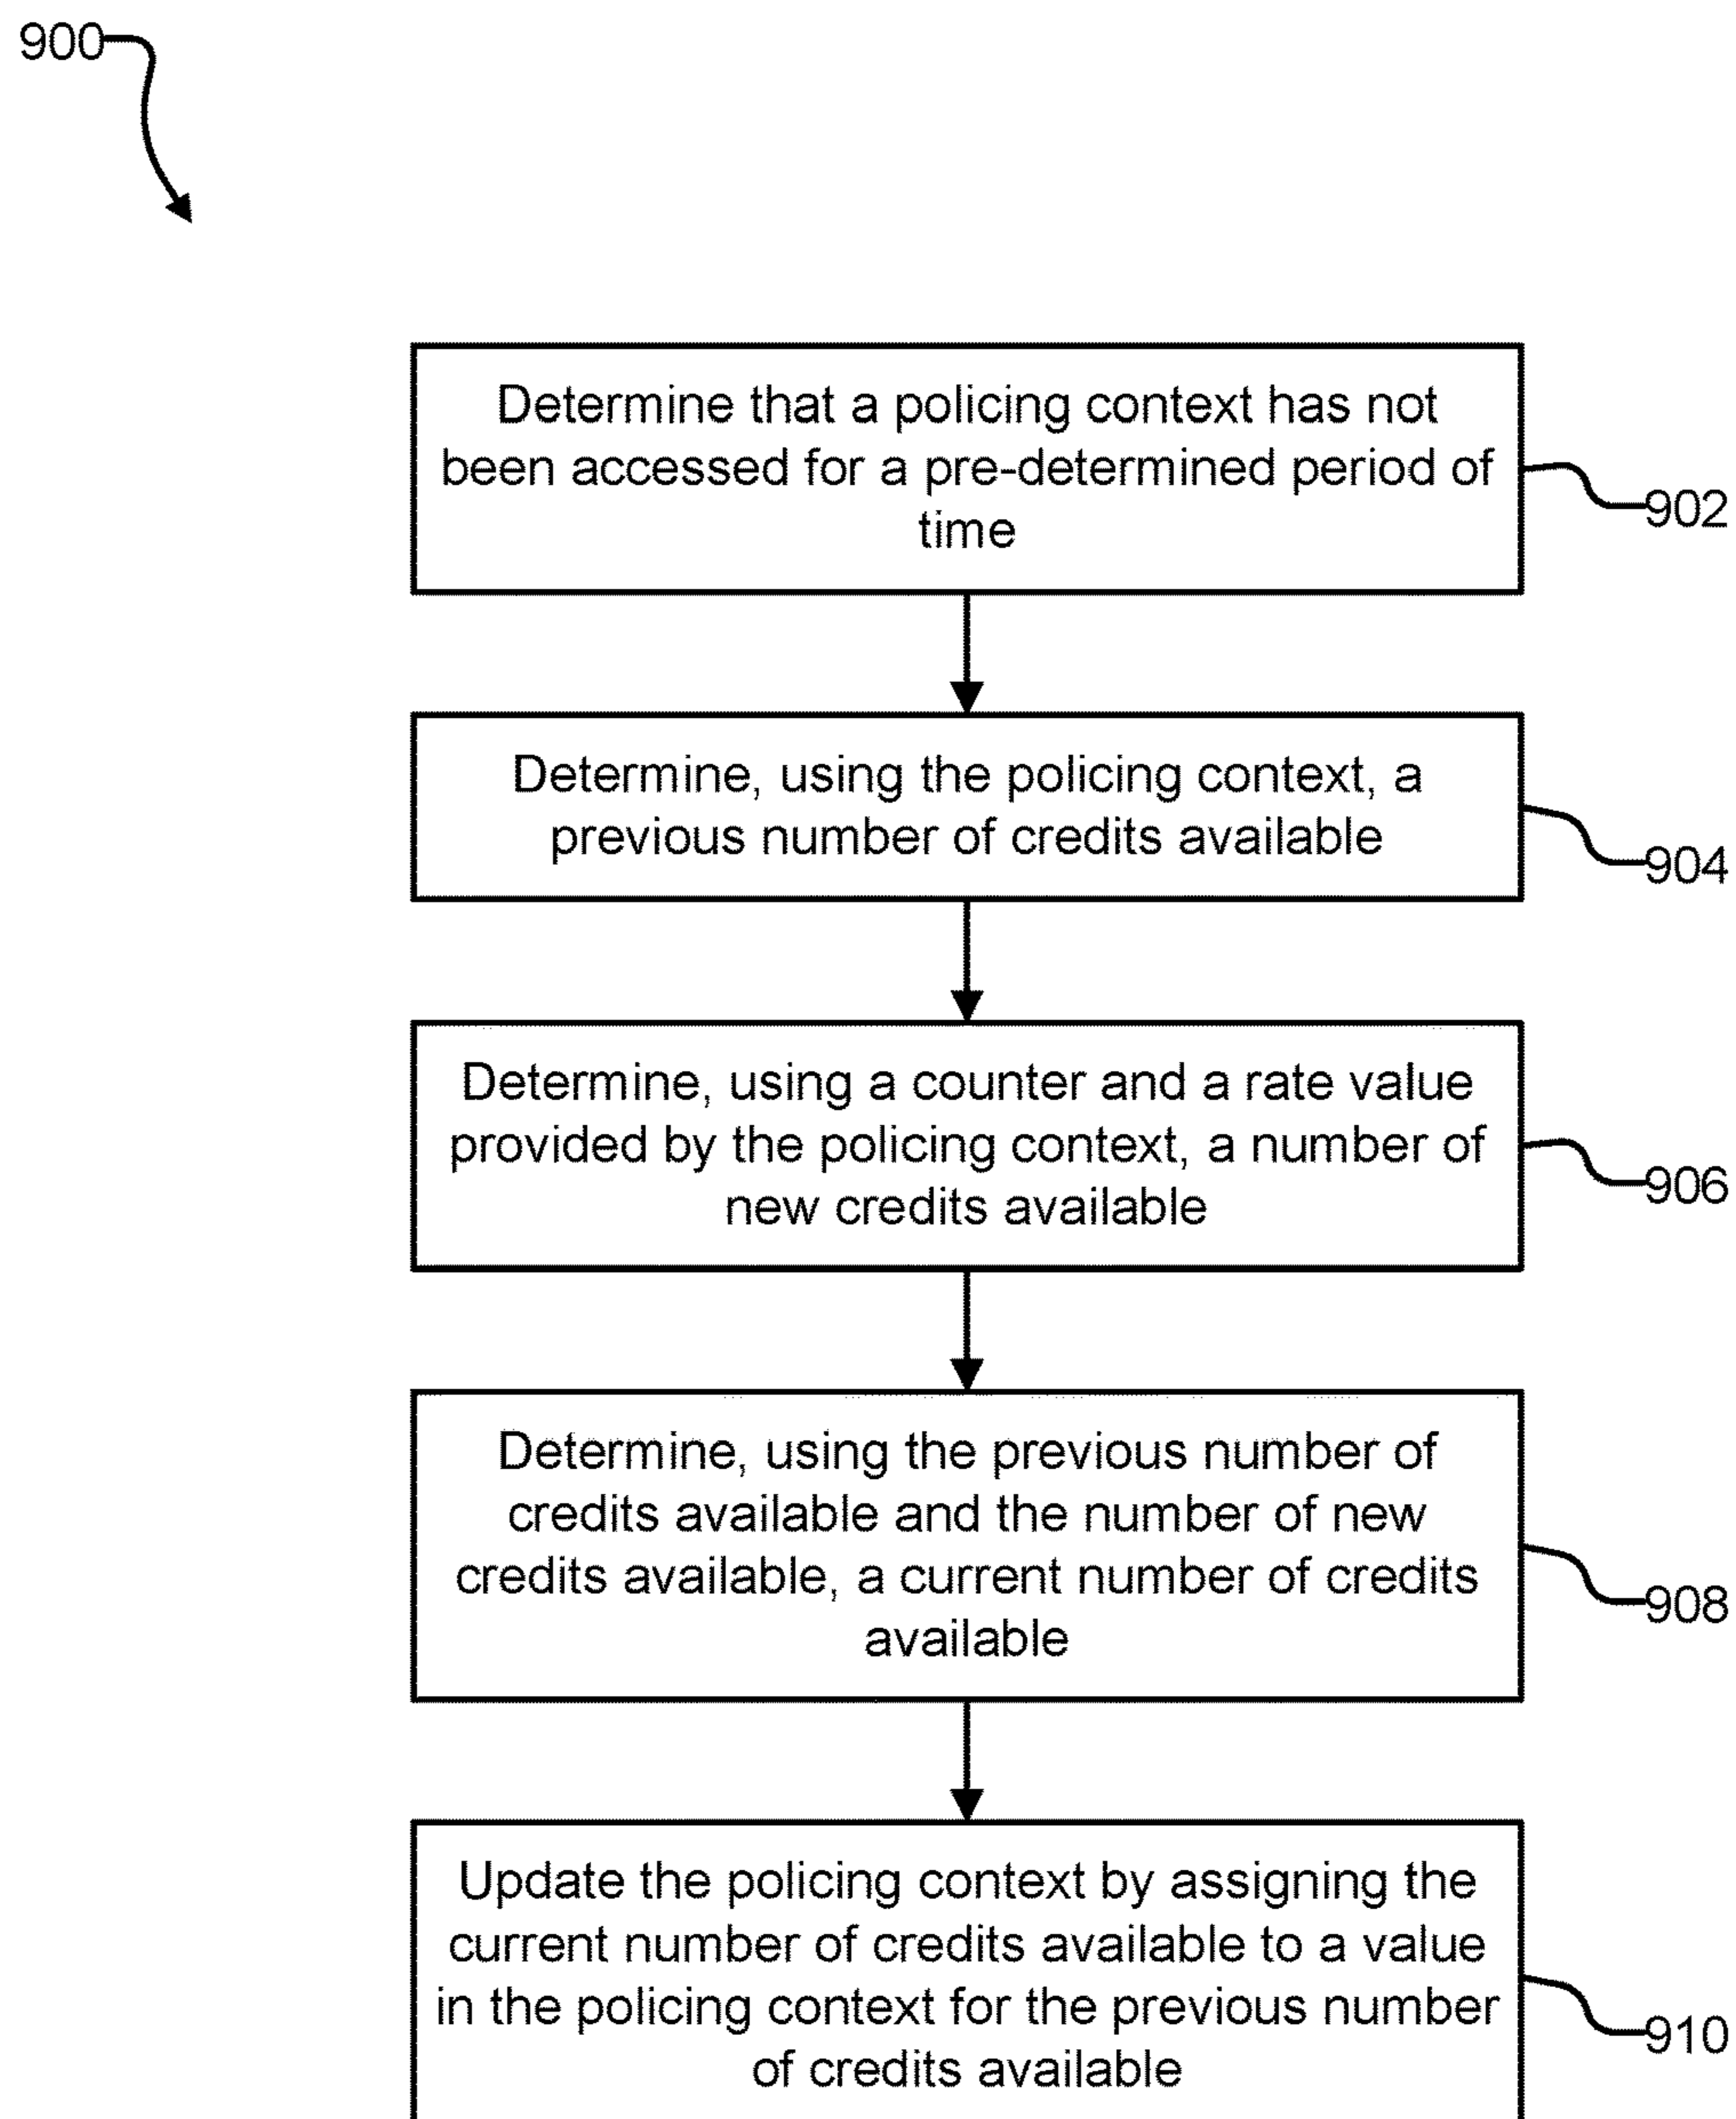 900
Determine that a policing context has not
been accessed for a pre-determined period of
time
902
Determine, using the policing context, a
previous number of credits available
904
Determine, using a counter and a rate value
provided by the policing context, a number of
new credits available
906
Determine, using the previous number of
credits available and the number of new
credits available, a current number of credits
available
908
Update the policing context by assigning the
current number of credits available to a value
in the policing context for the previous number
of credits available
910